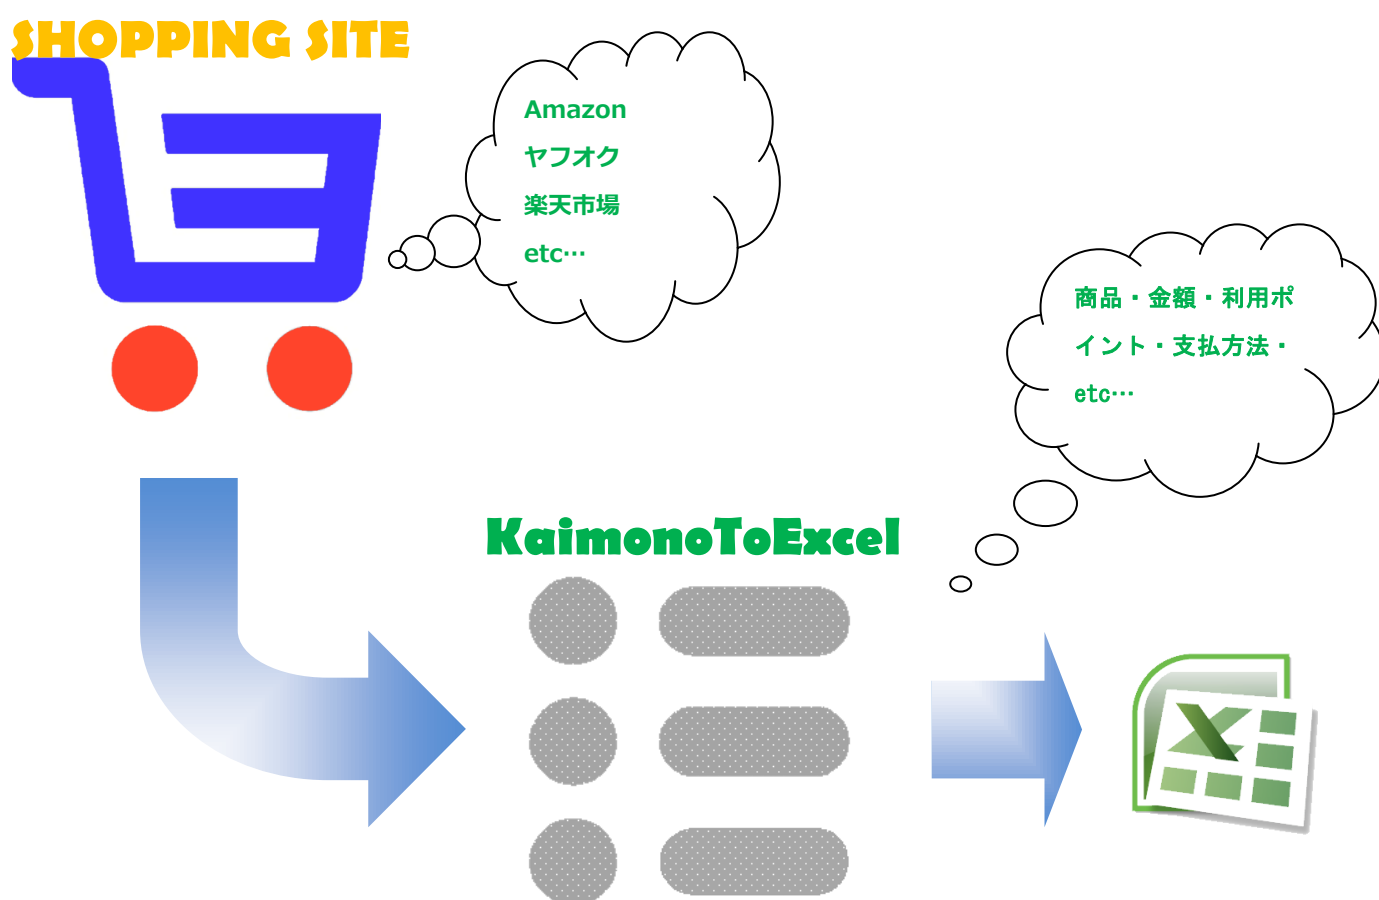 SHOPPING SITE
Amazon
ヤフオク
楽天市場
etc…
商品・金額・利用ポ
イント・支払方法・
etc…
KaimonoToExcel